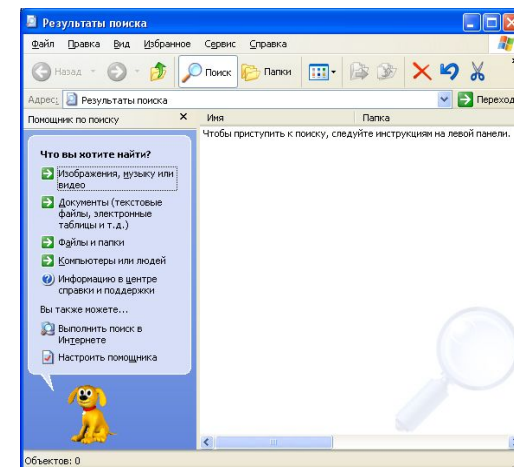 Результаты поиска
Файл Правка Вид Избранное Сервис Справка
Назад Поиск Папки
Адрес: Результаты поиска Переход
Помощник по поиску Имя Папка
Чтобы приступить к поиску, следуйте инструкциям на левой панели.
Что вы хотите найти?
Изображения, музыку или
видео
Документы (текстовые
файлы, электронные
таблицы и т.д.)
Файлы и папки
Компьютеры или людей
Информацию в центре
справки и поддержки
Вы также можете...
Выполнить поиск в
Интернете
Настроить помощника
Объектов: 0